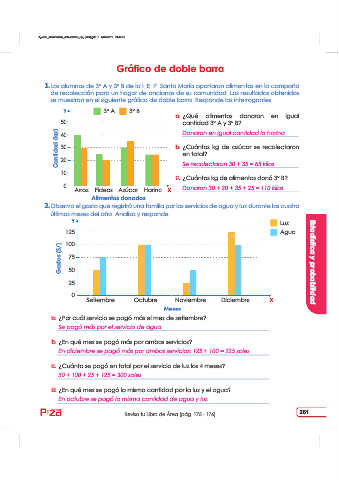 Gráfico de doble barra
1. Los alumnos de 3° A y 3° B de la I. E. P. Santa María aportaron alimentos en la campaña
de recolección para un hogar de ancianos de su comunidad. Los resultados obtenidos
se muestran en el siguiente gráfico de doble barra. Responde las interrogantes.
Y
3° A
3° B
Cantidad (kg)
50
40
30
20
10
0
Arroz Fideos Azúcar Harina X
Alimentos donados
a. ¿Qué alimentos donaron en igual
cantidad 3° A y 3° B?
Donaron en igual cantidad la harina.
b. ¿Cuántos kg de azúcar se recolectaron
en total?
Se recolectaron 30 + 35 = 65 kilos
c. ¿Cuántos kg de alimentos donó 3° B?
Donaron 30 + 20 + 35 + 25 = 110 kilos
2. Observa el gasto que registró una familia por los servicios de agua y luz durante los cuatro
últimos meses del año. Analiza y responde.
Y
Luz
Agua
Gastos (S/)
125
100
75
50
25
0
Setiembre Octubre Noviembre Diciembre X
Meses
a. ¿Por cuál servicio se pagó más el mes de setiembre?
Se pagó más por el servicio de agua.
b. ¿En qué mes se pagó más por ambos servicios?
En diciembre se pagó más por ambos servicios: 125 + 100 = 225 soles
c. ¿Cuánto se pagó en total por el servicio de luz los 4 meses?
50 + 100 + 25 + 125 = 300 soles
d. ¿En qué mes se pagó la misma cantidad por la luz y el agua?
En octubre se pagó la misma cantidad de agua y luz.
Estadística y probabilidad
Revisa tu Libro de Área (pág. 175 - 176)
261